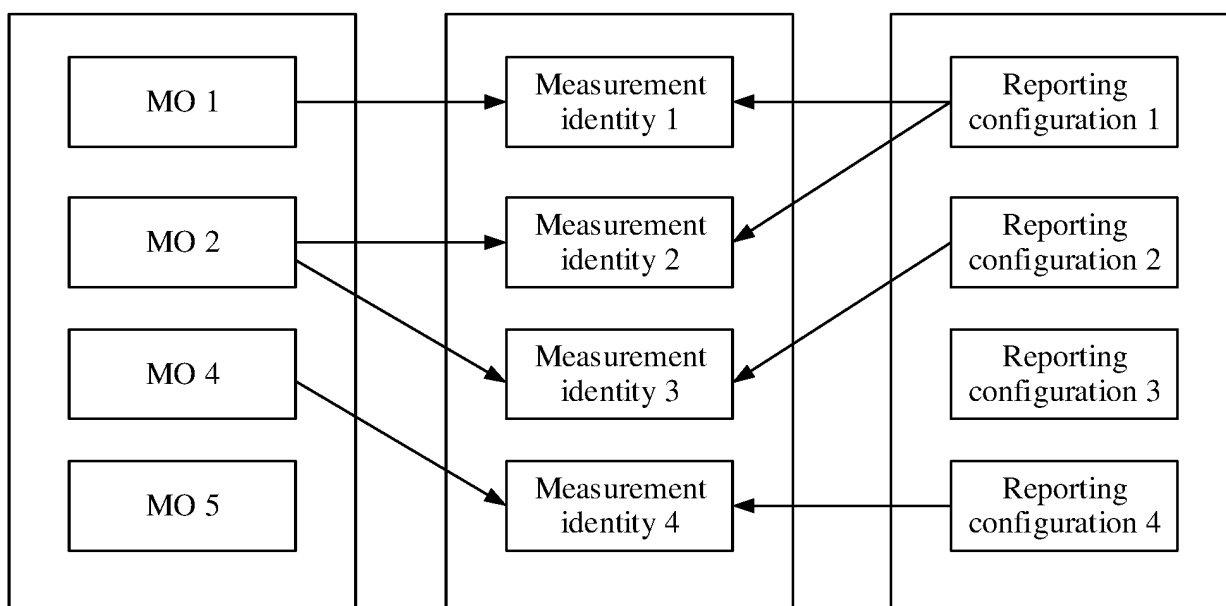 MO 1
MO 2
MO 4
MO 5
Measurement
identity 1
Measurement
identity 2
Measurement
identity 3
Measurement
identity 4
Reporting
configuration 1
Reporting
configuration 2
Reporting
configuration 3
Reporting
configuration 4